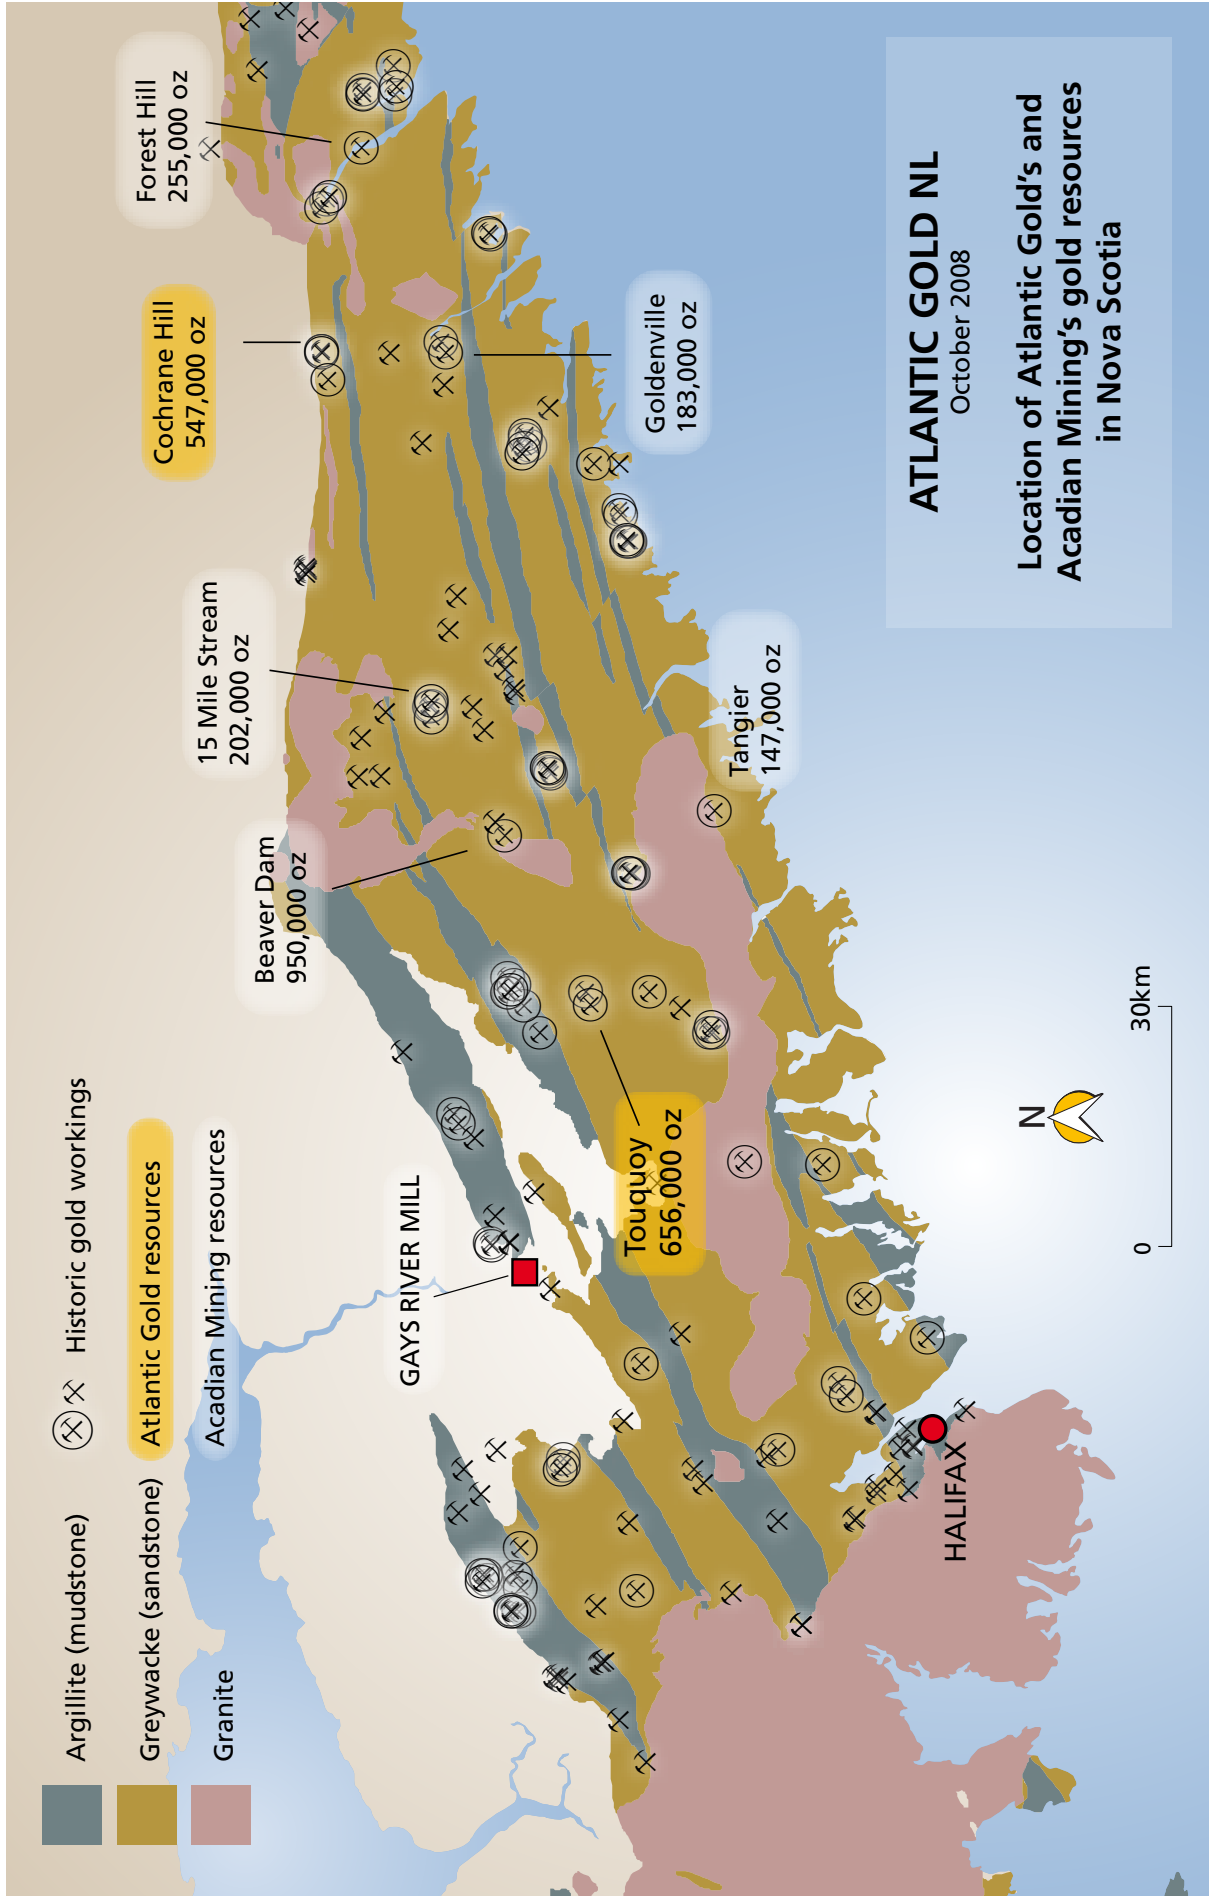 Argillite (mudstone)
Historic gold workings
Greywacke (sandstone)
Atlantic Gold resources
Granite
Acadian Mining resources
Forest Hill
255,000 oz
Cochrane Hill
547,000 oz
15 Mile Stream
202,000 oz
Beaver Dam
950,000 oz
GAYS RIVER MILL
Touquoy
656,000 oz
Goldenville
183,000 oz
Tangier
147,000 oz
HALIFAX
N
0
30km
ATLANTIC GOLD NL
October 2008
Location of Atlantic Gold's and
Acadian Mining's gold resources
in Nova Scotia